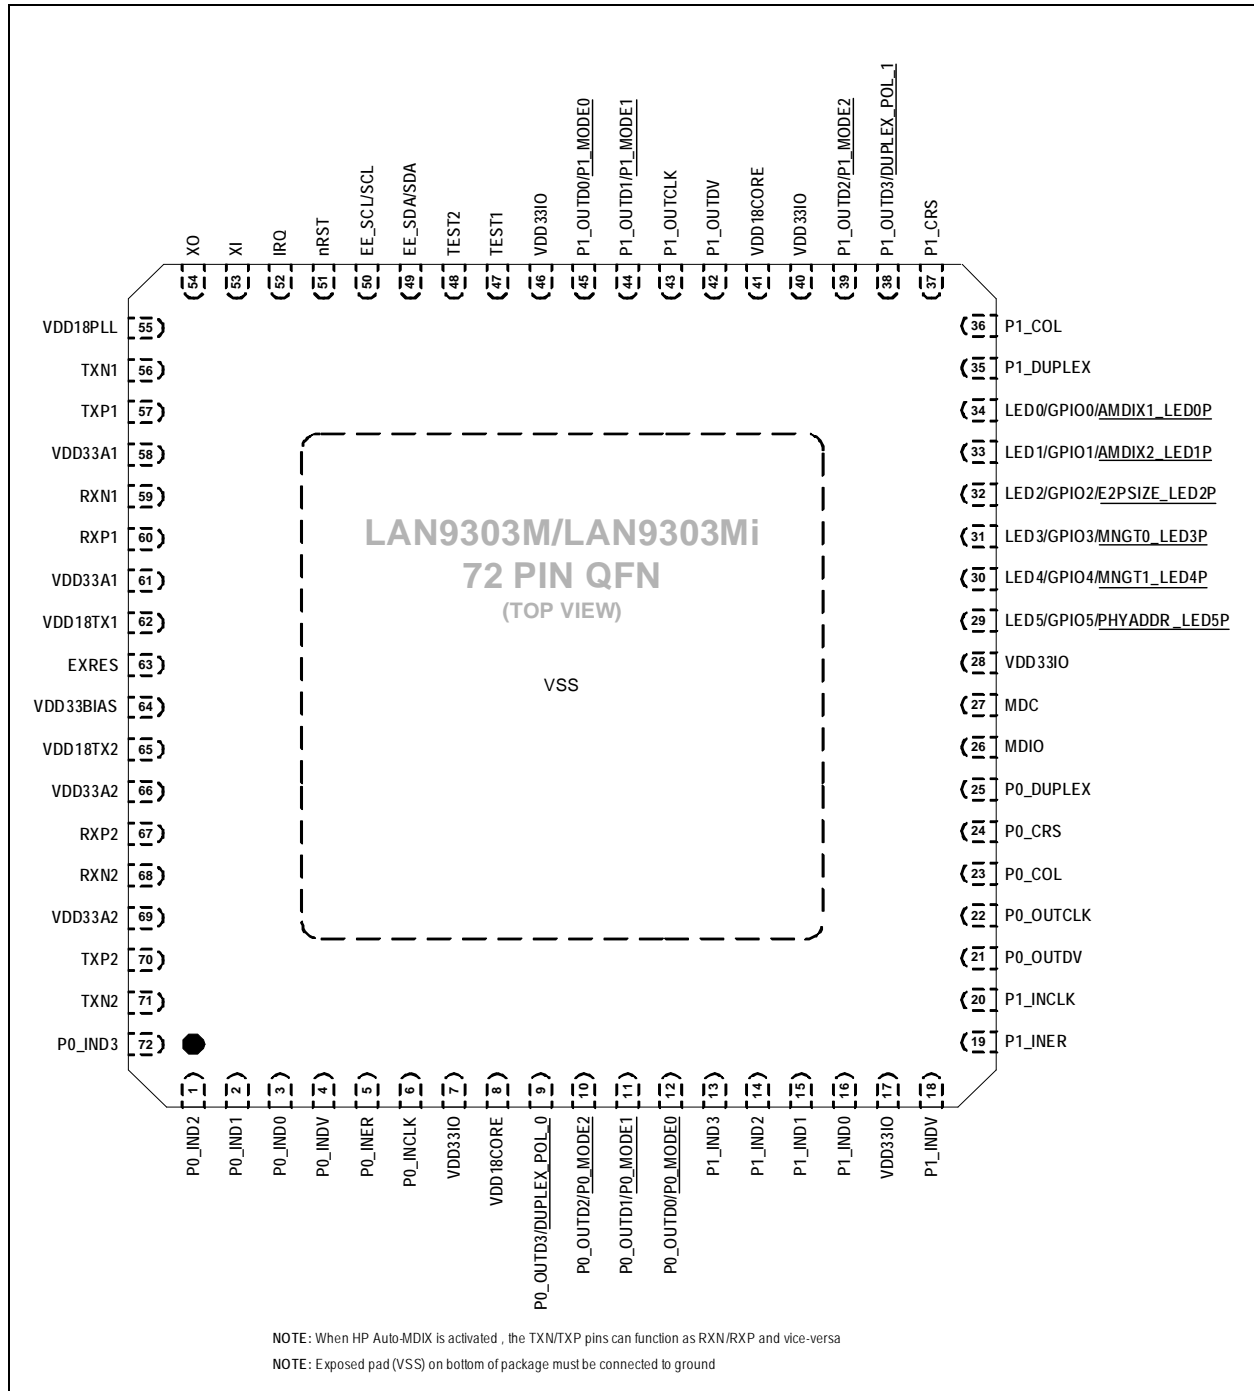 P1_OUTD0/P1_MODE0
P1_OUTD1/P1_MODE1
P1_OUTD2/P1_MODE2
P1_OUTD3/DUPLEX_POL_1
XO
XI
IRQ
nRST
EE_SCL/SCL
EE_SDA/SDA
TEST2
TEST1
VDD33IO
P1_OUTCLK
P1_OUTDV
VDD18CORE
VDD33IO
P1_CRS
54
53
52
51
50
49
48
47
46
45
44
43
42
41
40
39
38
37
VDD18PLL 55
TXN1 56
TXP1 57
VDD33A1 58
RXN1 59
RXP1 60
VDD33A1 61
VDD18TX1 62
EXRES 63
VDD33BIAS 64
VDD18TX2 65
VDD33A2 66
RXP2 67
RXN2 68
VDD33A2 69
TXP2 70
TXN2 71
P0_IND3 72
LAN9303M/LAN9303Mi
72 PIN QFN
(TOP VIEW)
VSS
36 P1_COL
35 P1_DUPLEX
34 LED0/GPIO0/AMDIX1_LED0P
33 LED1/GPIO1/AMDIX2_LED1P
32 LED2/GPIO2/E2PSIZE_LED2P
31 LED3/GPIO3/MNGT0_LED3P
30 LED4/GPIO4/MNGT1_LED4P
29 LED5/GPIO5/PHYADDR_LED5P
28 VDD33IO
27 MDC
26 MDIO
25 P0_DUPLEX
24 P0_CRS
23 P0_COL
22 P0_OUTCLK
21 P0_OUTDV
20 P1_INCLK
19 P1_INER
1
2
3
4
5
6
7
8
9
10
11
12
13
14
15
16
17
18
P0_IND2
P0_IND1
P0_IND0
P0_INDV
P0_INER
P0_INCLK
VDD33IO
VDD18CORE
P0_OUTD3/DUPLEX_POL_0
P0_OUTD2/P0_MODE2
P0_OUTD1/P0_MODE1
P0_OUTD0/P0_MODE0
P1_IND3
P1_IND2
P1_IND1
P1_IND0
VDD33IO
P1_INDV
NOTE: When HP Auto-MDIX is activated , the TXN/TXP pins can function as RXN/RXP and vice-versa
NOTE: Exposed pad (VSS) on bottom of package must be connected to ground